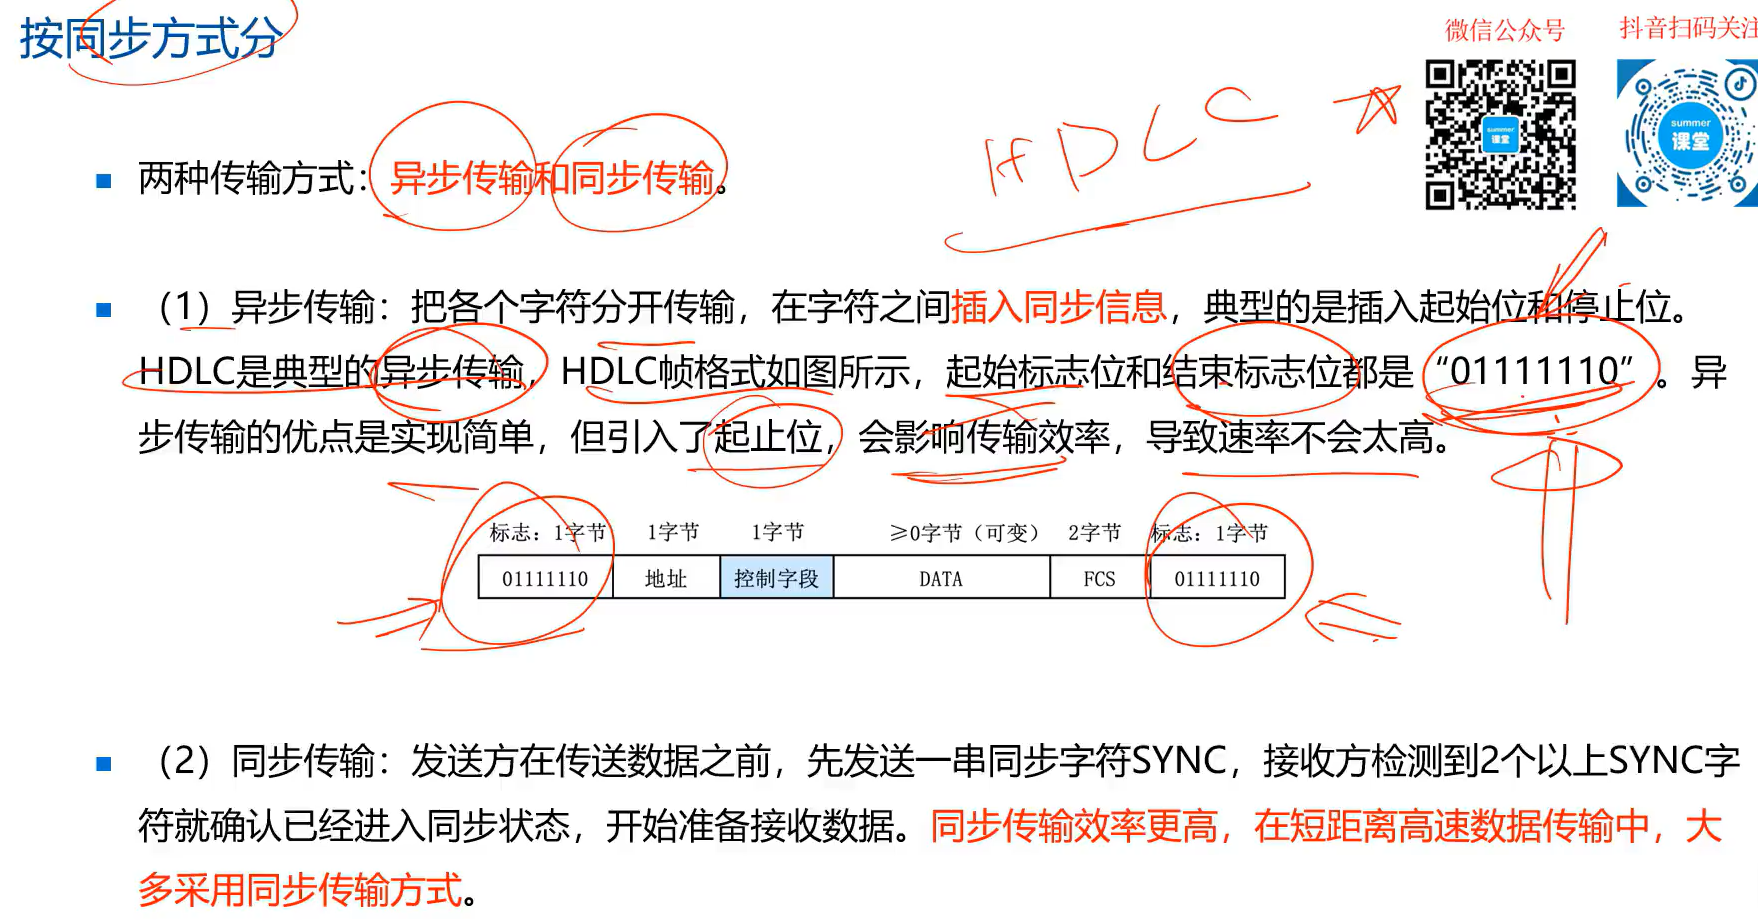 按同步方式分
微信公众号
抖音扫码关注
summer
课堂
summer
课堂
HDLC
两种传输方式：异步传输和同步传输。
（1）异步传输：把各个字符分开传输，在字符之间插入同步信息，典型的是插入起始位和停止位。
HDLC是典型的异步传输，HDLC帧格式如图所示，起始标志位和结束标志位都是“01111110”。异
步传输的优点是实现简单，但引入了起止位，会影响传输效率，导致速率不会太高。
标志：1字节 1字节 1字节 ≥0字节（可变） 2字节 标志：1字节
01111110 地址 控制字段 DATA FCS 01111110
（2）同步传输：发送方在传送数据之前，先发送一串同步字符SYNC，接收方检测到2个以上SYNC字
符就确认已经进入同步状态，开始准备接收数据。同步传输效率更高，在短距离高速数据传输中，大
多采用同步传输方式。